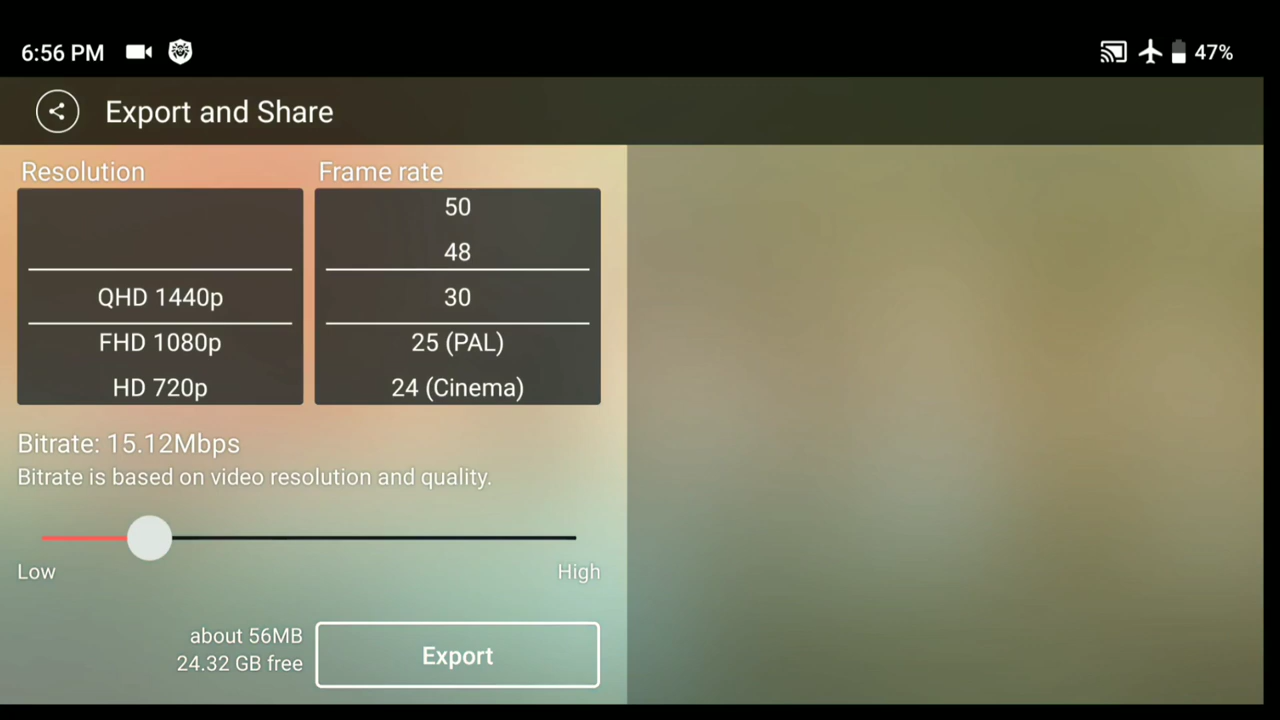 6:56 PM 47%
Export and Share
Resolution Frame rate
50
48
QHD 1440p 30
FHD 1080p 25 (PAL)
HD 720p 24 (Cinema)
Bitrate: 15.12Mbps
Bitrate is based on video resolution and quality.
Low High
about 56MB
24.32 GB free
Export